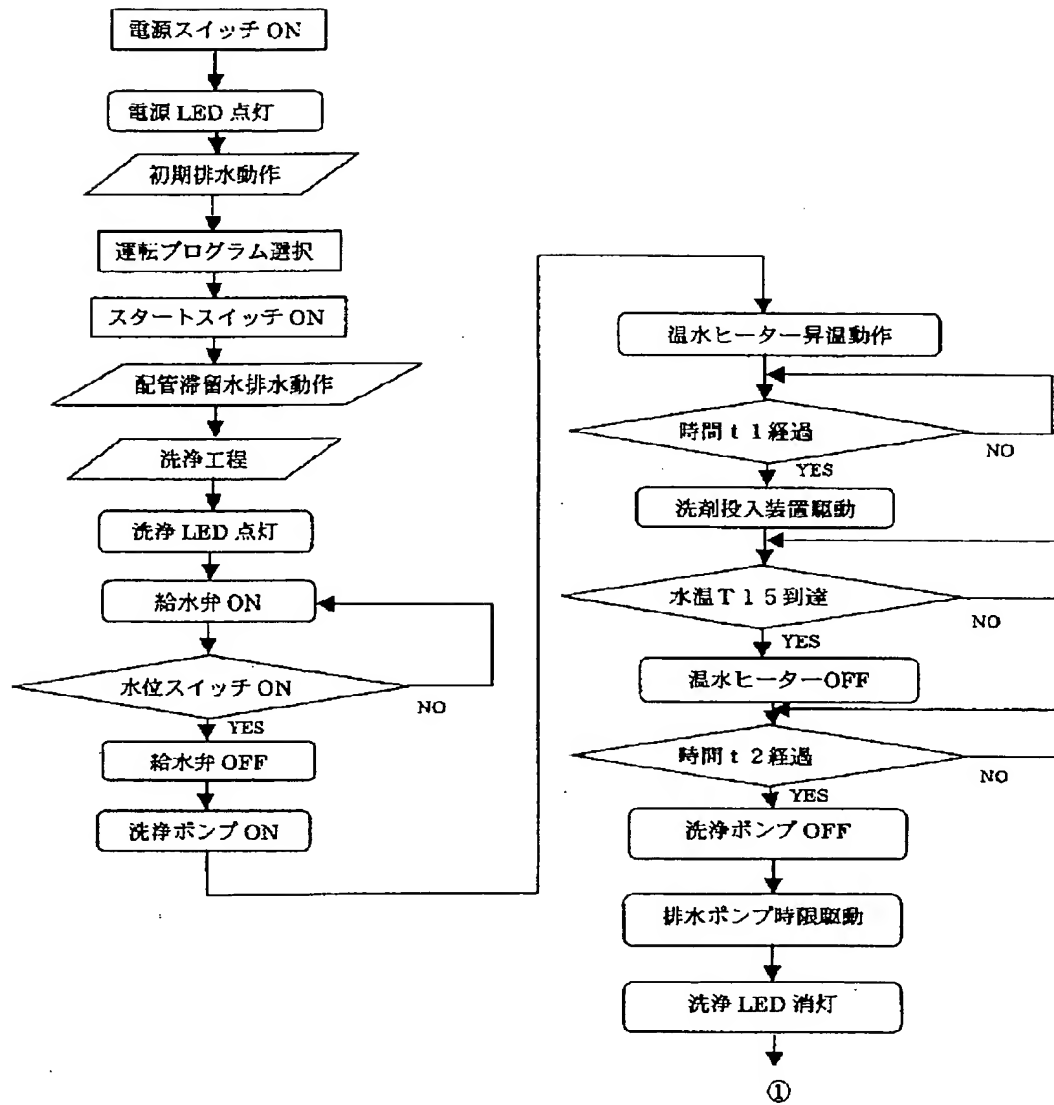 電源スイッチ ON
電源 LED 点灯
初期排水動作
運転プログラム選択
スタートスイッチ ON
配管滞留水排水動作
洗浄工程
洗浄 LED 点灯
給水弁 ON
水位スイッチ ON
NO
YES
給水弁 OFF
洗浄ポンプ ON
温水ヒーター昇温動作
時間 t 1 経過
NO
YES
洗剤投入装置駆動
水温T 1 5 到達
NO
YES
温水ヒーターOFF
時間 t 2 経過
NO
YES
洗浄ポンプ OFF
排水ポンプ時限駆動
洗浄 LED 消灯
①